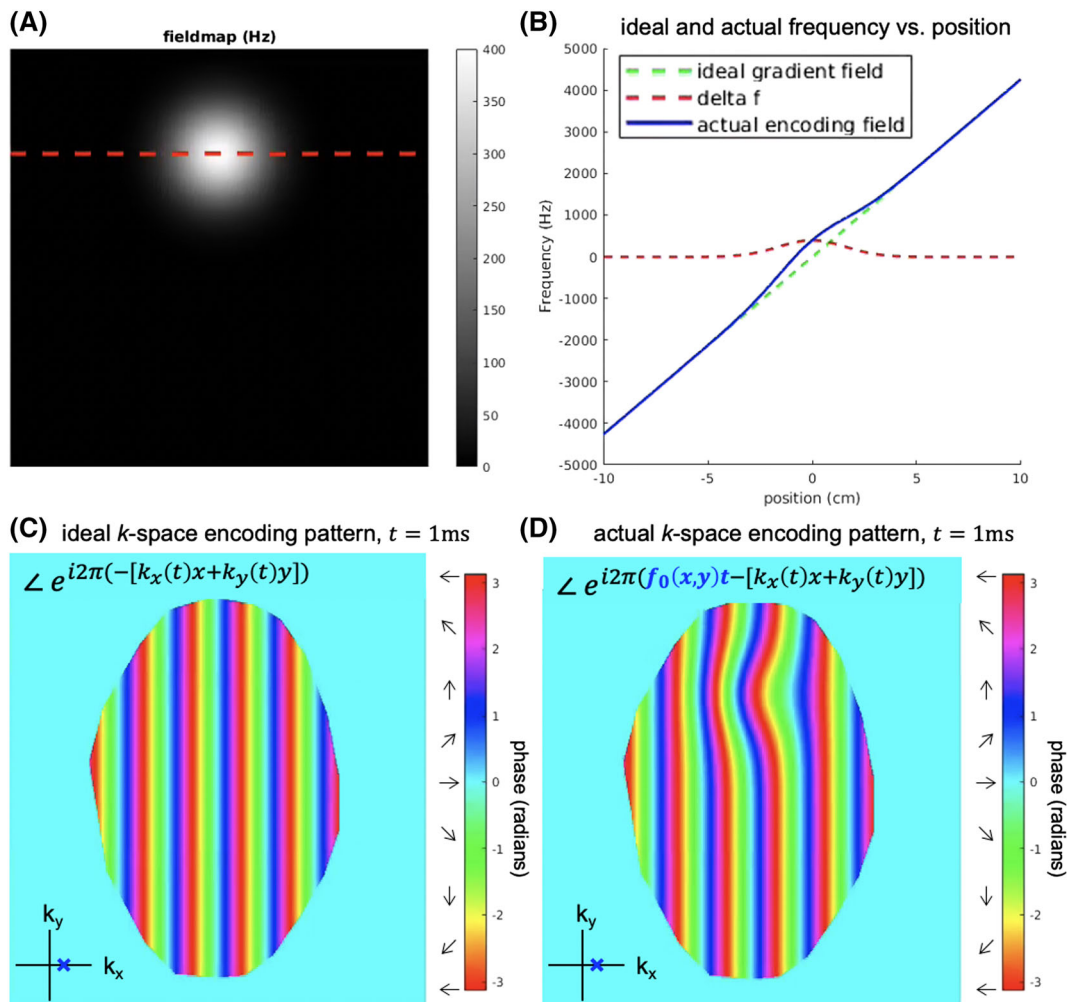 (A)
fieldmap (Hz)
400
350
300
250
200
150
100
50
0
(B) ideal and actual frequency vs. position
5000
4000
3000
2000
1000
0
-1000
-2000
-3000
-4000
-5000
Frequency (Hz)
ideal gradient field
delta f
actual encoding field
-10 -5 0 5 10
position (cm)
(C) ideal k-space encoding pattern, t = 1ms
∠ e^{i2π(-[k_x(t)x+k_y(t)y])}
k_y
k_x
3
2
1
0
-1
-2
-3
phase (radians)
(D) actual k-space encoding pattern, t = 1ms
∠ e^{i2π(f_0(x,y)t-[k_x(t)x+k_y(t)y])}
k_y
k_x
3
2
1
0
-1
-2
-3
phase (radians)